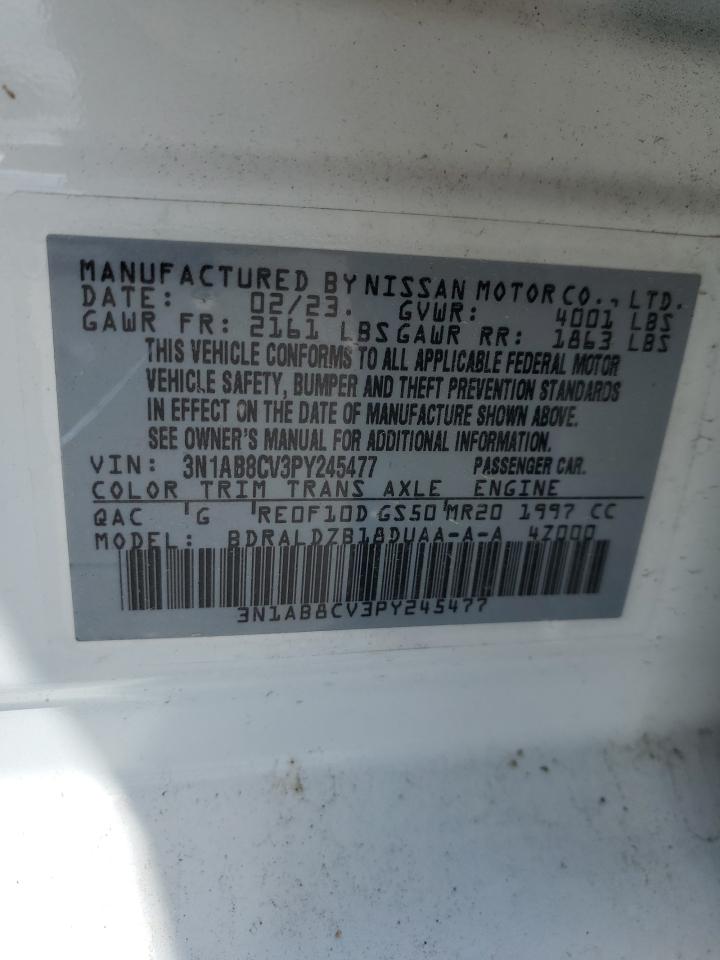 MANUFACTURED BY NISSAN MOTOR CO., LTD.
DATE: 02/23. GVWR: 4001 LBS
GAWR FR: 2161 LBS GAWR RR: 1863 LBS
THIS VEHICLE CONFORMS TO ALL APPLICABLE FEDERAL MOTOR
VEHICLE SAFETY, BUMPER AND THEFT PREVENTION STANDARDS
IN EFFECT ON THE DATE OF MANUFACTURE SHOWN ABOVE.
SEE OWNER'S MANUAL FOR ADDITIONAL INFORMATION.
VIN: 3N1AB8CV3PY245477 PASSENGER CAR.
COLOR TRIM TRANS AXLE ENGINE
QAC G RE0F10D GS50 MR20 1997 CC
MODEL: BDRALDZB18DUAA-A-A 4Z000
3N1AB8CV3PY245477